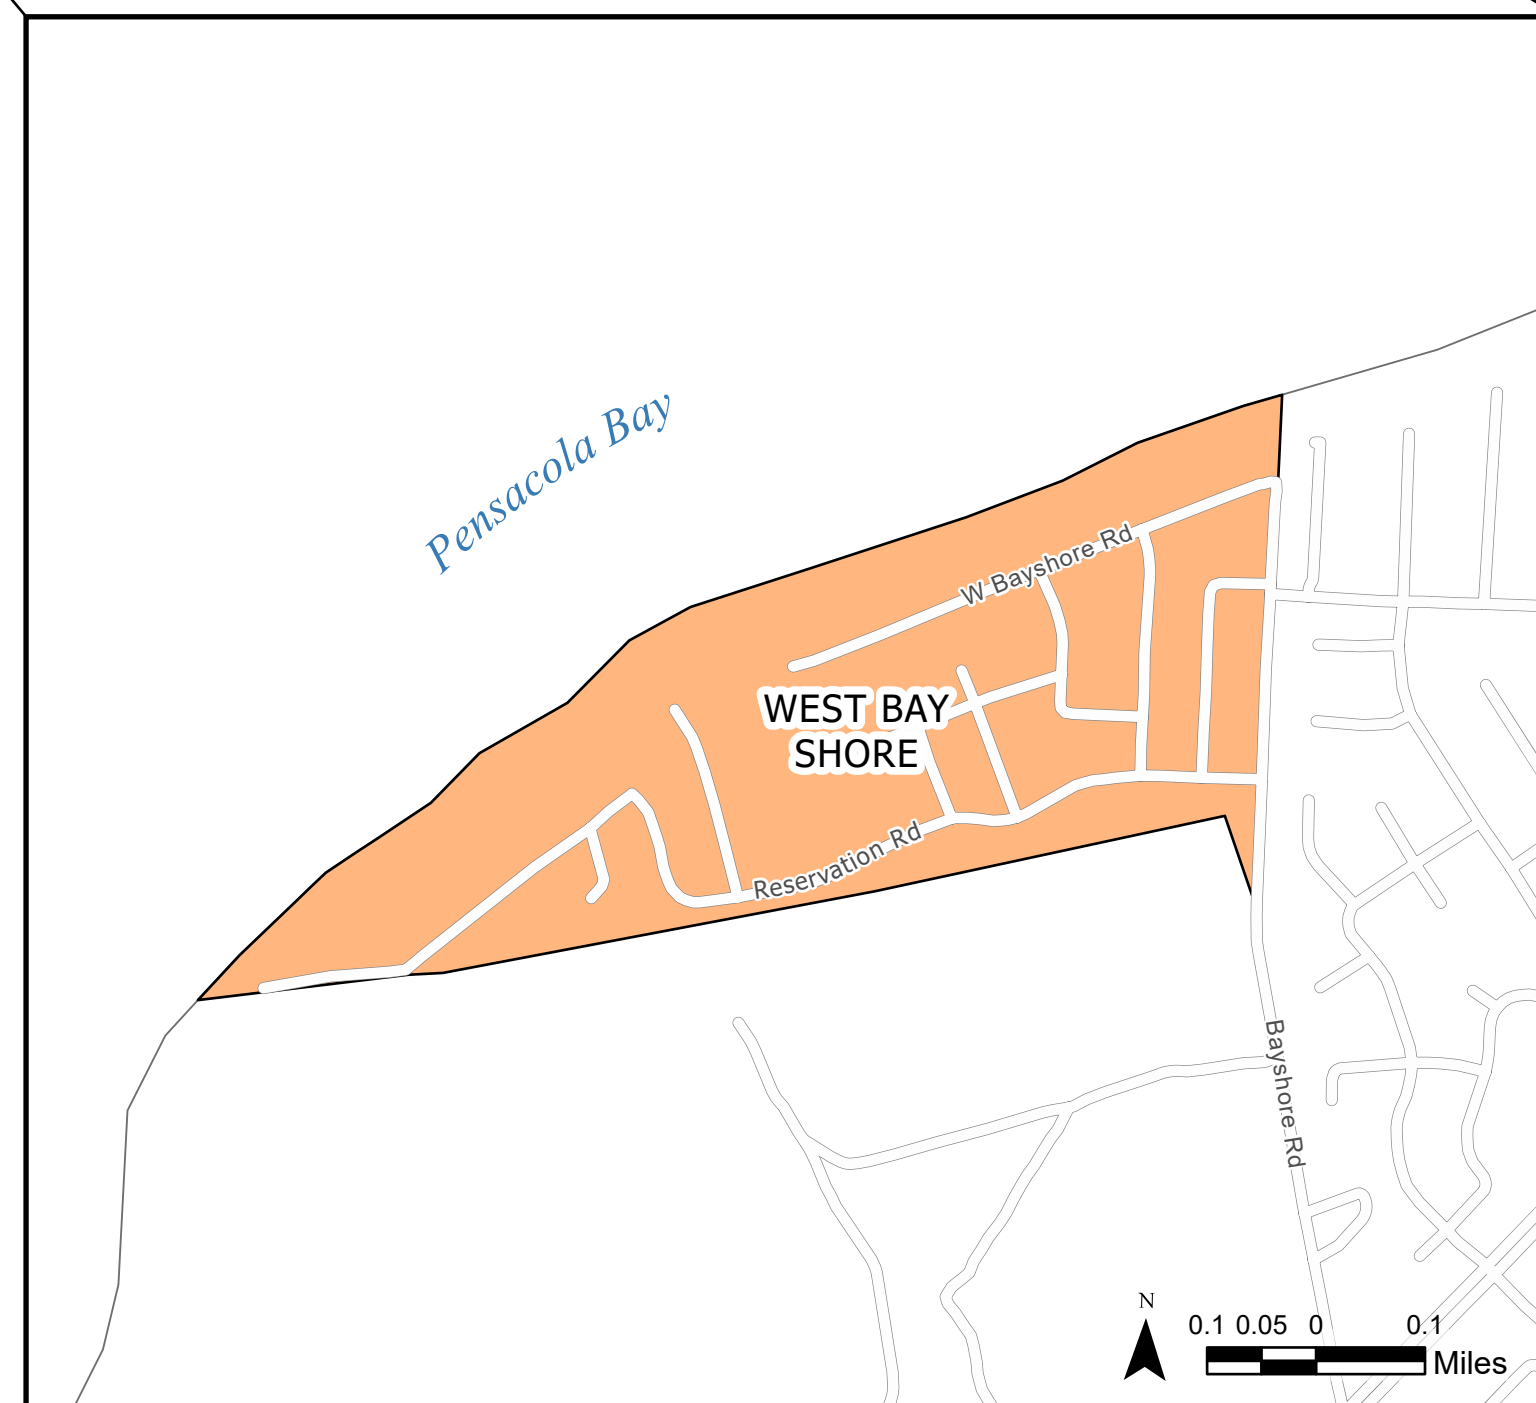 Pensacola Bay
W Bayshore Rd
WEST BAY
SHORE
Reservation Rd
Bayshore Rd
N
0.1 0.05 0 0.1
Miles